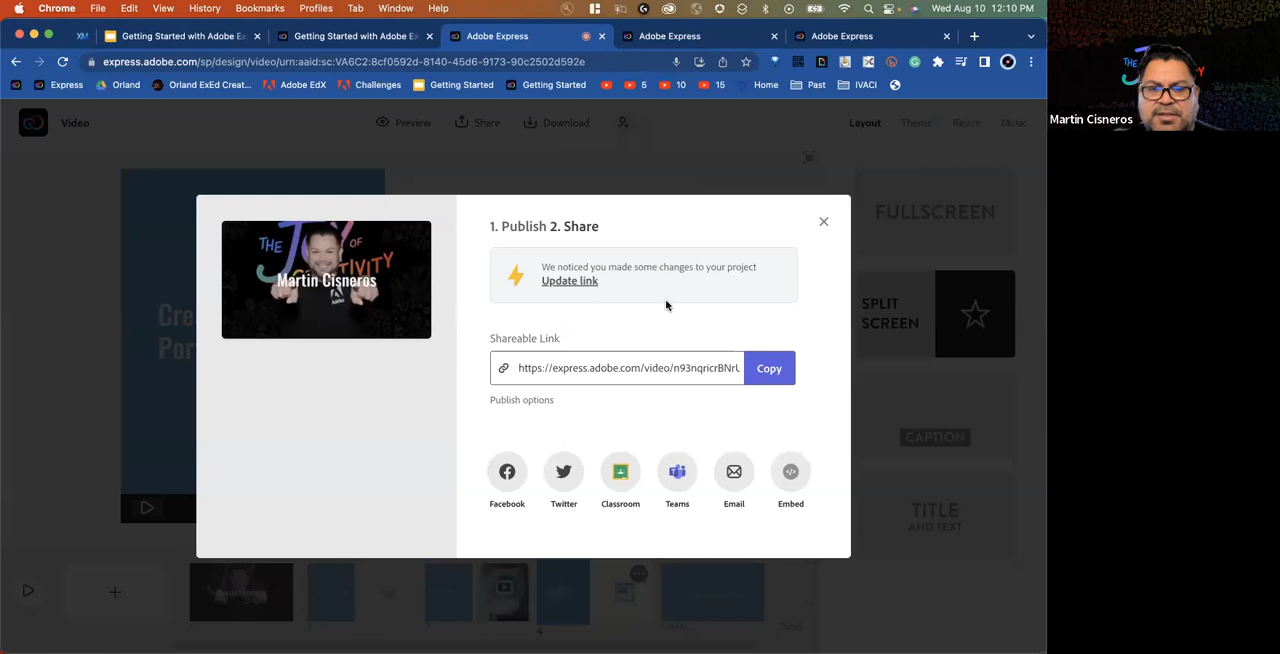 Chrome File Edit View History Bookmarks Profiles Tab Window Help Wed Aug 10 12:10 PM
Getting Started with Adobe E Getting Started with Adobe Ex Adobe Express Adobe Express Adobe Express
express.adobe.com/sp/design/video/urn:aaid:sc:VA6C2:8cf0592d-8140-45d6-9173-90c2502d592e
Express Orland Orland ExEd Creat... Adobe EdX Challenges Getting Started Getting Started 5 10 15 Home Past IVACI
Video Preview Share Download Layout Theme Resize Music
Martin Cisneros
THE JOY OF
CREATIVITY
Martin Cisneros
1. Publish 2. Share
We noticed you made some changes to your project
Update link
Shareable Link
https://express.adobe.com/video/n93nqricrBNrU Copy
Publish options
Facebook Twitter Classroom Teams Email Embed
Cre
Por
FULLSCREEN
SPLIT
SCREEN
CAPTION
TITLE
AND TEXT
4